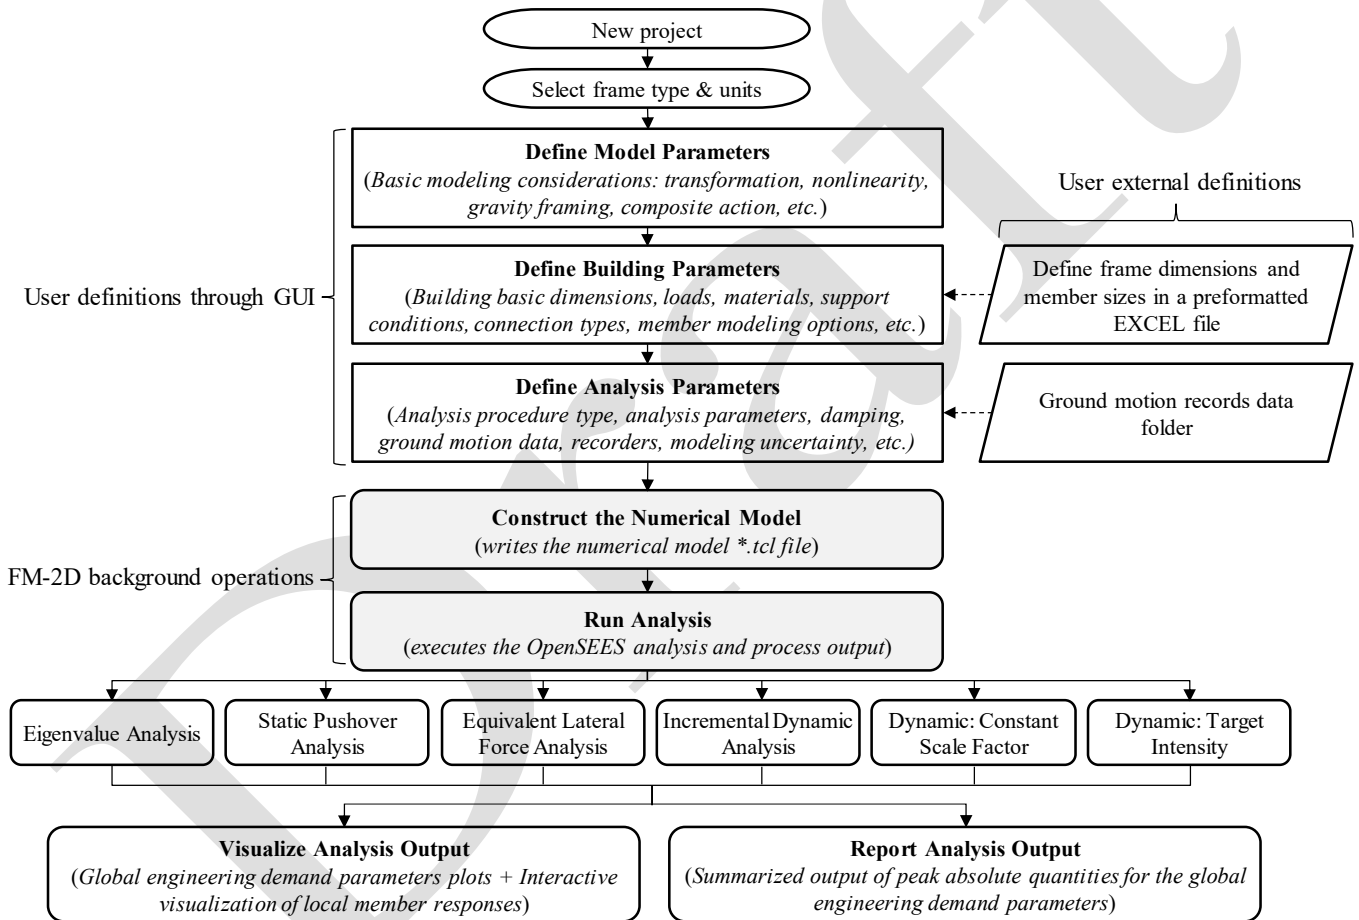 New project
Select frame type & units
Define Model Parameters
(Basic modeling considerations: transformation, nonlinearity,
gravity framing, composite action, etc.)
User external definitions
User definitions through GUI
Define Building Parameters
(Building basic dimensions, loads, materials, support
conditions, connection types, member modeling options, etc.)
Define frame dimensions and
member sizes in a preformatted
EXCEL file
Define Analysis Parameters
(Analysis procedure type, analysis parameters, damping,
ground motion data, recorders, modeling uncertainty, etc.)
Ground motion records data
folder
FM-2D background operations
Construct the Numerical Model
(writes the numerical model *.tcl file)
Run Analysis
(executes the OpenSEES analysis and process output)
Eigenvalue Analysis
Static Pushover
Analysis
Equivalent Lateral
Force Analysis
Incremental Dynamic
Analysis
Dynamic: Constant
Scale Factor
Dynamic: Target
Intensity
Visualize Analysis Output
(Global engineering demand parameters plots + Interactive
visualization of local member responses)
Report Analysis Output
(Summarized output of peak absolute quantities for the global
engineering demand parameters)
Draft